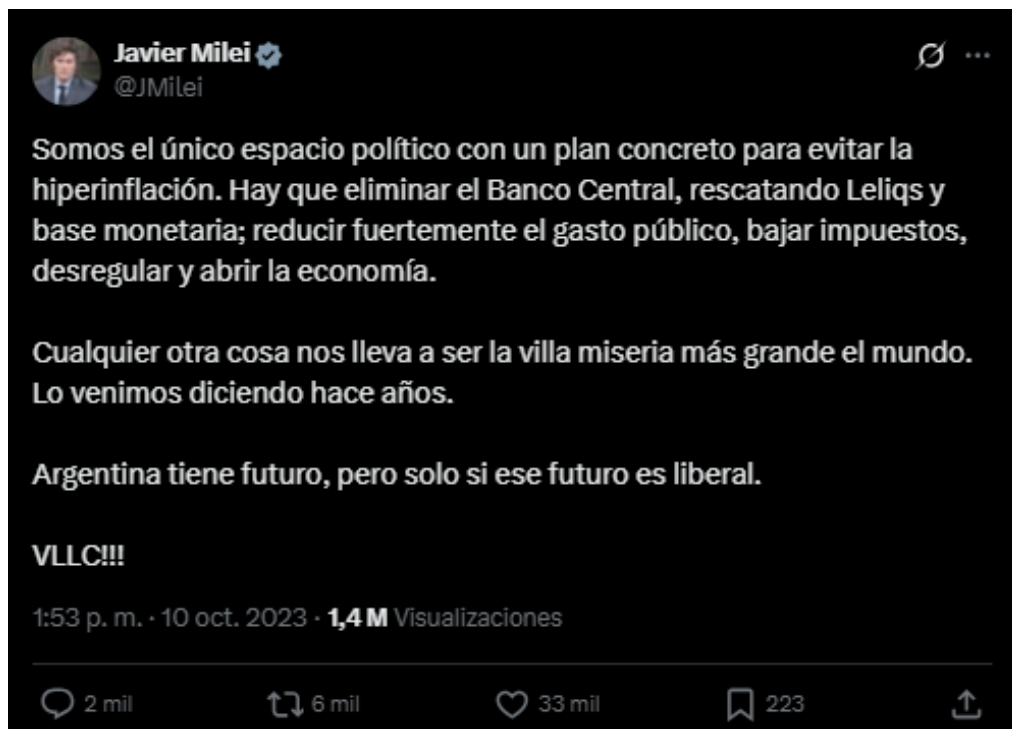 Javier Milei
@JMilei
Somos el único espacio político con un plan concreto para evitar la
hiperinflación. Hay que eliminar el Banco Central, rescatando Leliqs y
base monetaria; reducir fuertemente el gasto público, bajar impuestos,
desregular y abrir la economía.
Cualquier otra cosa nos lleva a ser la villa miseria más grande el mundo.
Lo venimos diciendo hace años.
Argentina tiene futuro, pero solo si ese futuro es liberal.
VLLC!!!
1:53 p. m. · 10 oct. 2023 · 1,4 M Visualizaciones
2 mil 6 mil 33 mil 223